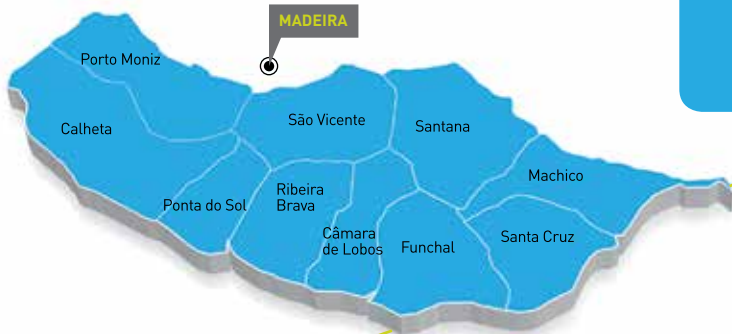 MADEIRA
Porto Moniz
Calheta
São Vicente
Santana
Machico
Ponta do Sol
Ribeira
Brava
Câmara
de Lobos
Funchal
Santa Cruz